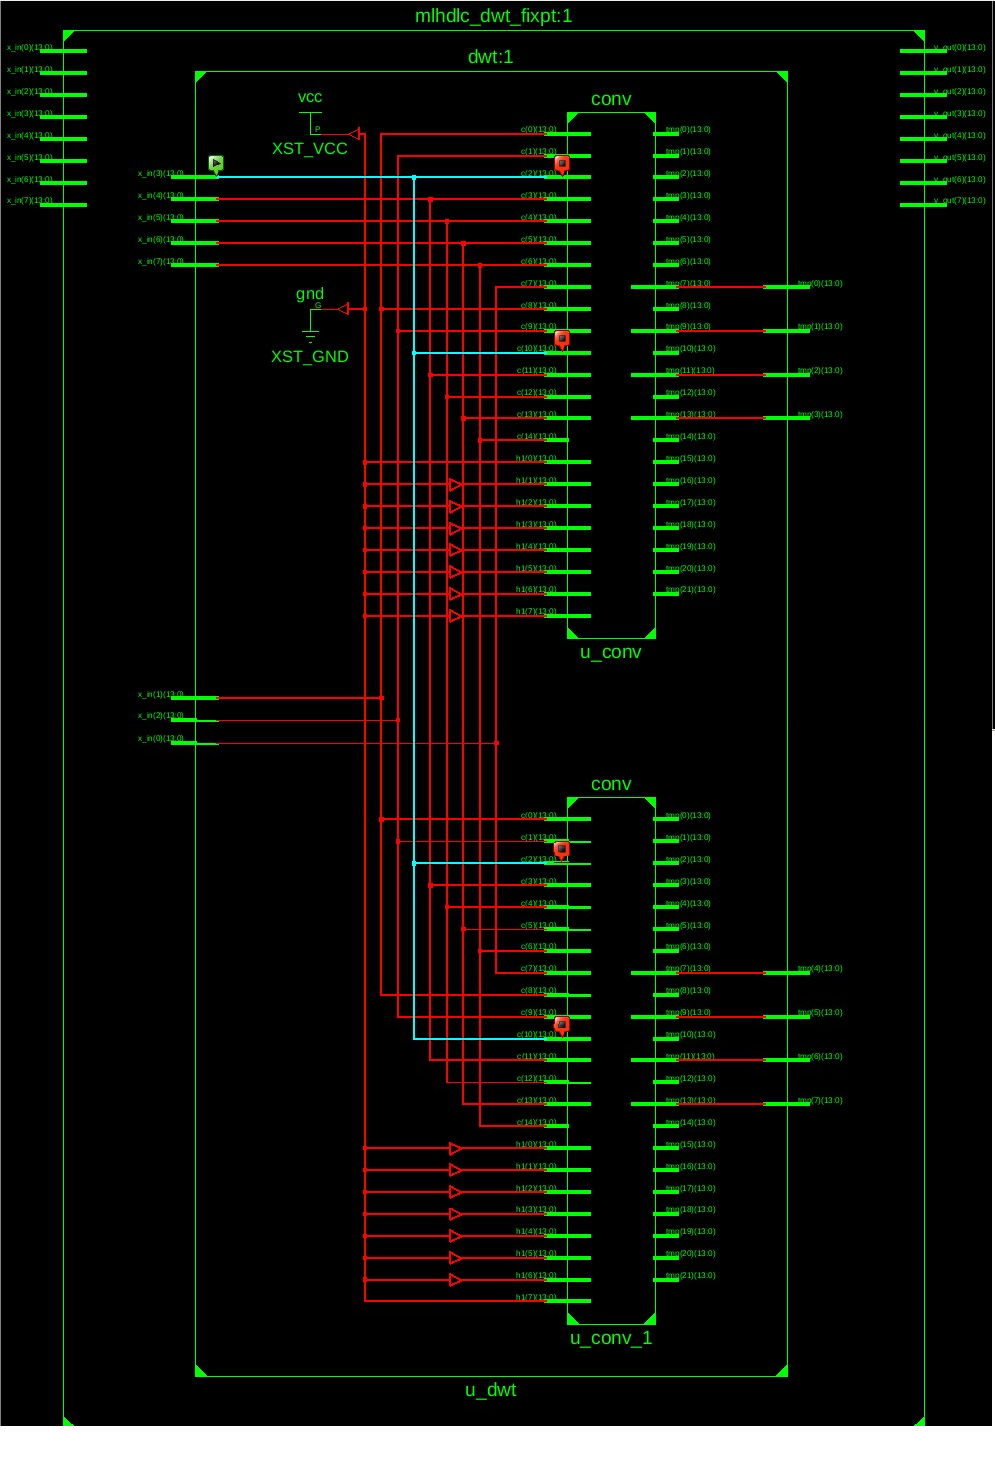 mlhdlc_dwt_fixpt:1
x_in(0)(13:0)
x_in(1)(13:0)
x_in(2)(13:0)
x_in(3)(13:0)
x_in(4)(13:0)
x_in(5)(13:0)
x_in(6)(13:0)
x_in(7)(13:0)
y_out(0)(13:0)
y_out(1)(13:0)
y_out(2)(13:0)
y_out(3)(13:0)
y_out(4)(13:0)
y_out(5)(13:0)
y_out(6)(13:0)
y_out(7)(13:0)
dwt:1
vcc
P
XST_VCC
x_in(3)(13:0)
x_in(4)(13:0)
x_in(5)(13:0)
x_in(6)(13:0)
x_in(7)(13:0)
gnd
G
XST_GND
conv
c(0)(13:0)
c(1)(13:0)
c(2)(13:0)
c(3)(13:0)
c(4)(13:0)
c(5)(13:0)
c(6)(13:0)
c(7)(13:0)
c(8)(13:0)
c(9)(13:0)
c(10)(13:0)
c(11)(13:0)
c(12)(13:0)
c(13)(13:0)
c(14)(13:0)
h1(0)(13:0)
h1(1)(13:0)
h1(2)(13:0)
h1(3)(13:0)
h1(4)(13:0)
h1(5)(13:0)
h1(6)(13:0)
h1(7)(13:0)
tmp(0)(13:0)
tmp(1)(13:0)
tmp(2)(13:0)
tmp(3)(13:0)
tmp(4)(13:0)
tmp(5)(13:0)
tmp(6)(13:0)
tmp(7)(13:0)
tmp(8)(13:0)
tmp(9)(13:0)
tmp(10)(13:0)
tmp(11)(13:0)
tmp(12)(13:0)
tmp(13)(13:0)
tmp(14)(13:0)
tmp(15)(13:0)
tmp(16)(13:0)
tmp(17)(13:0)
tmp(18)(13:0)
tmp(19)(13:0)
tmp(20)(13:0)
tmp(21)(13:0)
tmp(0)(13:0)
tmp(1)(13:0)
tmp(2)(13:0)
tmp(3)(13:0)
u_conv
x_in(1)(13:0)
x_in(2)(13:0)
x_in(0)(13:0)
conv
c(0)(13:0)
c(1)(13:0)
c(2)(13:0)
c(3)(13:0)
c(4)(13:0)
c(5)(13:0)
c(6)(13:0)
c(7)(13:0)
c(8)(13:0)
c(9)(13:0)
c(10)(13:0)
c(11)(13:0)
c(12)(13:0)
c(13)(13:0)
c(14)(13:0)
h1(0)(13:0)
h1(1)(13:0)
h1(2)(13:0)
h1(3)(13:0)
h1(4)(13:0)
h1(5)(13:0)
h1(6)(13:0)
h1(7)(13:0)
tmp(0)(13:0)
tmp(1)(13:0)
tmp(2)(13:0)
tmp(3)(13:0)
tmp(4)(13:0)
tmp(5)(13:0)
tmp(6)(13:0)
tmp(7)(13:0)
tmp(8)(13:0)
tmp(9)(13:0)
tmp(10)(13:0)
tmp(11)(13:0)
tmp(12)(13:0)
tmp(13)(13:0)
tmp(14)(13:0)
tmp(15)(13:0)
tmp(16)(13:0)
tmp(17)(13:0)
tmp(18)(13:0)
tmp(19)(13:0)
tmp(20)(13:0)
tmp(21)(13:0)
tmp(4)(13:0)
tmp(5)(13:0)
tmp(6)(13:0)
tmp(7)(13:0)
u_conv_1
u_dwt